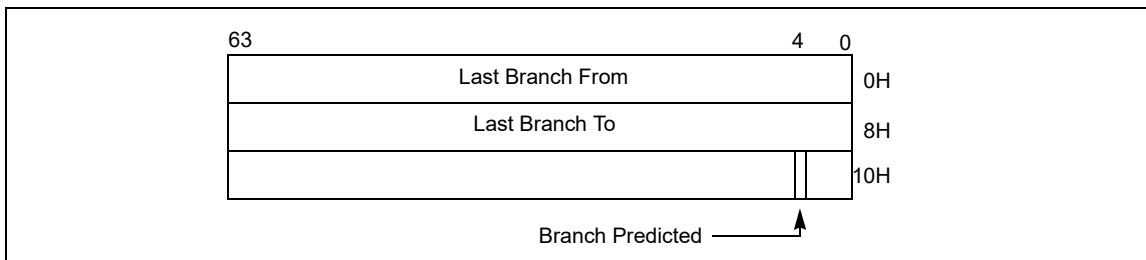 63 4 0
Last Branch From 0H
Last Branch To 8H
10H
Branch Predicted